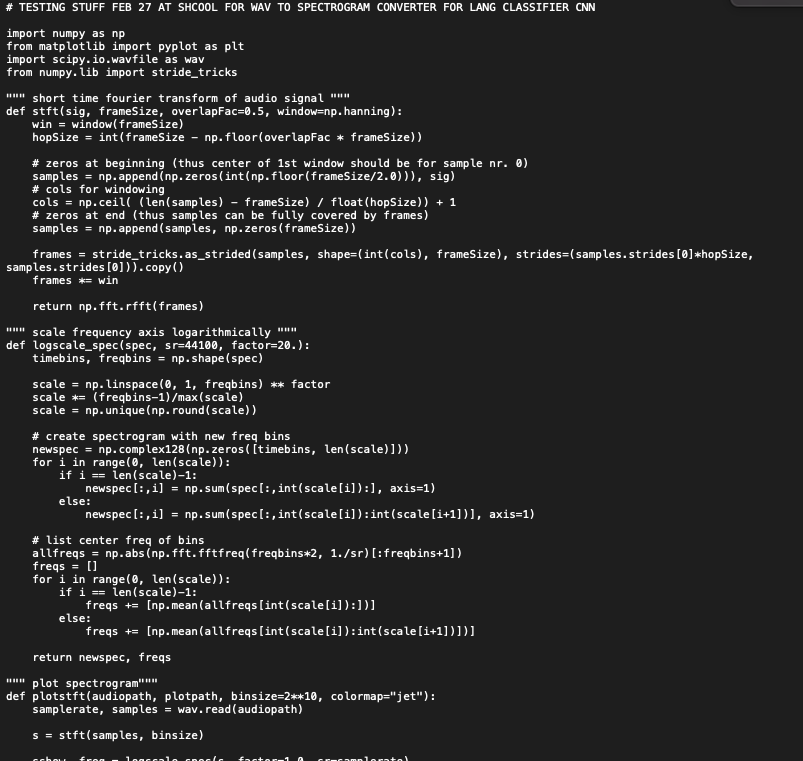 # TESTING STUFF FEB 27 AT SHCOOL FOR WAV TO SPECTROGRAM CONVERTER FOR LANG CLASSIFIER CNN
import numpy as np
from matplotlib import pyplot as plt
import scipy.io.wavfile as wav
from numpy.lib import stride_tricks
""" short time fourier transform of audio signal """
def stft(sig, frameSize, overlapFac=0.5, window=np.hanning):
    win = window(frameSize)
    hopSize = int(frameSize - np.floor(overlapFac * frameSize))
    # zeros at beginning (thus center of 1st window should be for sample nr. 0)
    samples = np.append(np.zeros(int(np.floor(frameSize/2.0))), sig)
    # cols for windowing
    cols = np.ceil( (len(samples) - frameSize) / float(hopSize)) + 1
    # zeros at end (thus samples can be fully covered by frames)
    samples = np.append(samples, np.zeros(frameSize))
    frames = stride_tricks.as_strided(samples, shape=(int(cols), frameSize), strides=(samples.strides[0]*hopSize,
samples.strides[0])).copy()
    frames *= win
    return np.fft.rfft(frames)
""" scale frequency axis logarithmically """
def logscale_spec(spec, sr=44100, factor=20.):
    timebins, freqbins = np.shape(spec)
    scale = np.linspace(0, 1, freqbins) ** factor
    scale *= (freqbins-1)/max(scale)
    scale = np.unique(np.round(scale))
    # create spectrogram with new freq bins
    newspec = np.complex128(np.zeros([timebins, len(scale)]))
    for i in range(0, len(scale)):
        if i == len(scale)-1:
            newspec[:,i] = np.sum(spec[:,int(scale[i]):], axis=1)
        else:
            newspec[:,i] = np.sum(spec[:,int(scale[i]):int(scale[i+1])], axis=1)
    # list center freq of bins
    allfreqs = np.abs(np.fft.fftfreq(freqbins*2, 1./sr)[:freqbins+1])
    freqs = []
    for i in range(0, len(scale)):
        if i == len(scale)-1:
            freqs += [np.mean(allfreqs[int(scale[i]):])]
        else:
            freqs += [np.mean(allfreqs[int(scale[i]):int(scale[i+1])])]
    return newspec, freqs
""" plot spectrogram"""
def plotstft(audiopath, plotpath, binsize=2**10, colormap="jet"):
    samplerate, samples = wav.read(audiopath)
    s = stft(samples, binsize)
    sshow, freq = logscale_spec(s, factor=1.0, sr=samplerate)